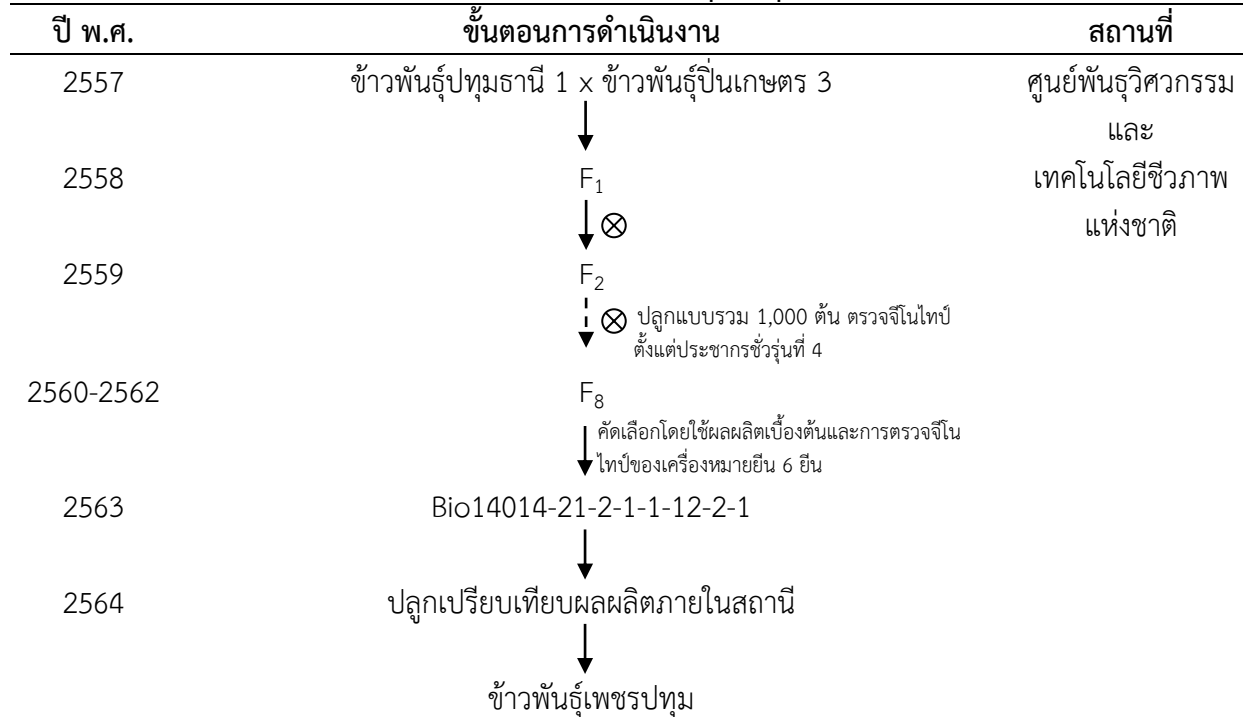 ปี พ.ศ. ขั้นตอนการดำเนินงาน สถานที่
2557 ข้าวพันธุ์ปทุมธานี 1 x ข้าวพันธุ์ปิ่นเกษตร 3 ศูนย์พันธุวิศวกรรม
และ
2558 F1 เทคโนโลยีชีวภาพ
แห่งชาติ
2559 F2
ปลูกแบบรวม 1,000 ต้น ตรวจจีโนไทป์
ตั้งแต่ประชากรชั่วรุ่นที่ 4
2560-2562 F8
คัดเลือกโดยใช้ผลผลิตเบื้องต้นและการตรวจจีโน
ไทป์ของเครื่องหมายยีน 6 ยีน
2563 Bio14014-21-2-1-1-12-2-1
2564 ปลูกเปรียบเทียบผลผลิตภายในสถานี
ข้าวพันธุ์เพชรปทุม